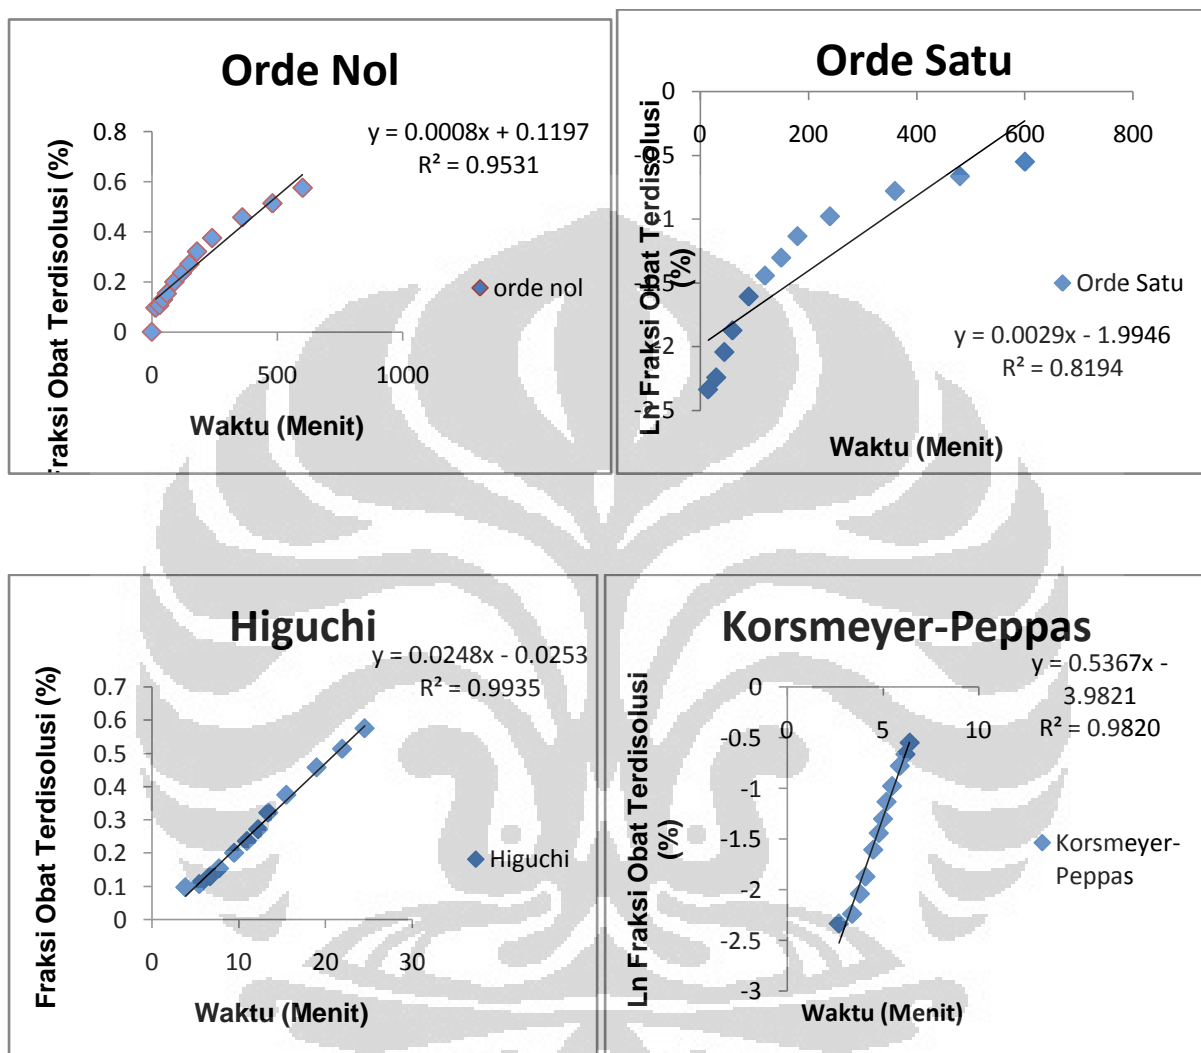 Orde Nol
y = 0.0008x + 0.1197
R² = 0.9531
0.8
0.6
0.4
0.2
0
0
500
1000
Fraksi Obat Terdisolusi (%)
Waktu (Menit)
orde nol
Orde Satu
0
-0.5
-1
-1.5
-2
-2.5
0
200
400
600
800
Ln Fraksi Obat Terdisolusi
(%)
Orde Satu
y = 0.0029x - 1.9946
R² = 0.8194
Waktu (Menit)
Higuchi
y = 0.0248x - 0.0253
R² = 0.9935
0.7
0.6
0.5
0.4
0.3
0.2
0.1
0
0
10
20
30
Fraksi Obat Terdisolusi (%)
Waktu (Menit)
Higuchi
Korsmeyer-Peppas
y = 0.5367x -
3.9821
R² = 0.9820
0
-0.5
-1
-1.5
-2
-2.5
-3
0
5
10
Ln Fraksi Obat Terdisolusi
(%)
Waktu (Menit)
Korsmeyer-
Peppas